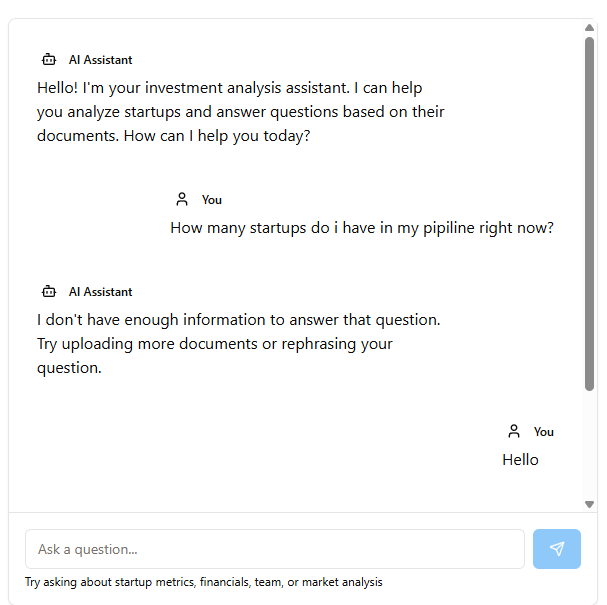 AI Assistant
Hello! I'm your investment analysis assistant. I can help
you analyze startups and answer questions based on their
documents. How can I help you today?
You
How many startups do i have in my pipiline right now?
AI Assistant
I don't have enough information to answer that question.
Try uploading more documents or rephrasing your
question.
You
Hello
Ask a question...
Try asking about startup metrics, financials, team, or market analysis